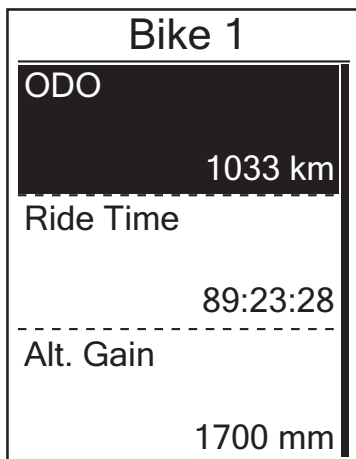 Bike 1
ODO
1033 km
Ride Time
89:23:28
Alt. Gain
1700 mm